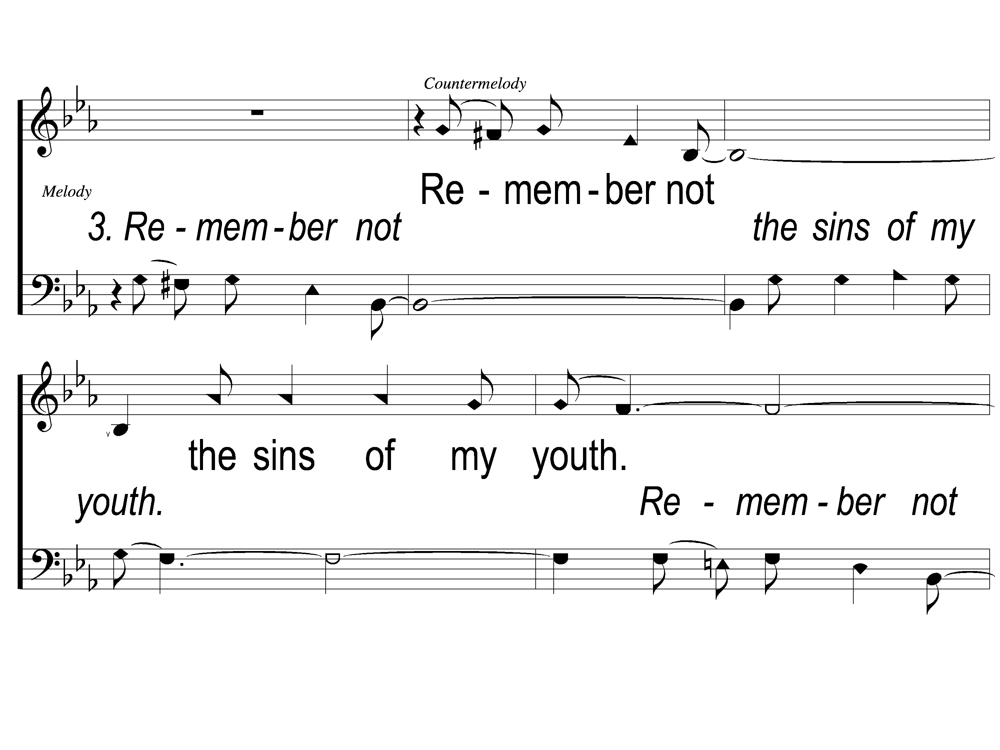 Countermelody
Re - mem - ber not
Melody
3. Re - mem - ber not the sins of my
the sins of my youth.
youth. Re - mem - ber not